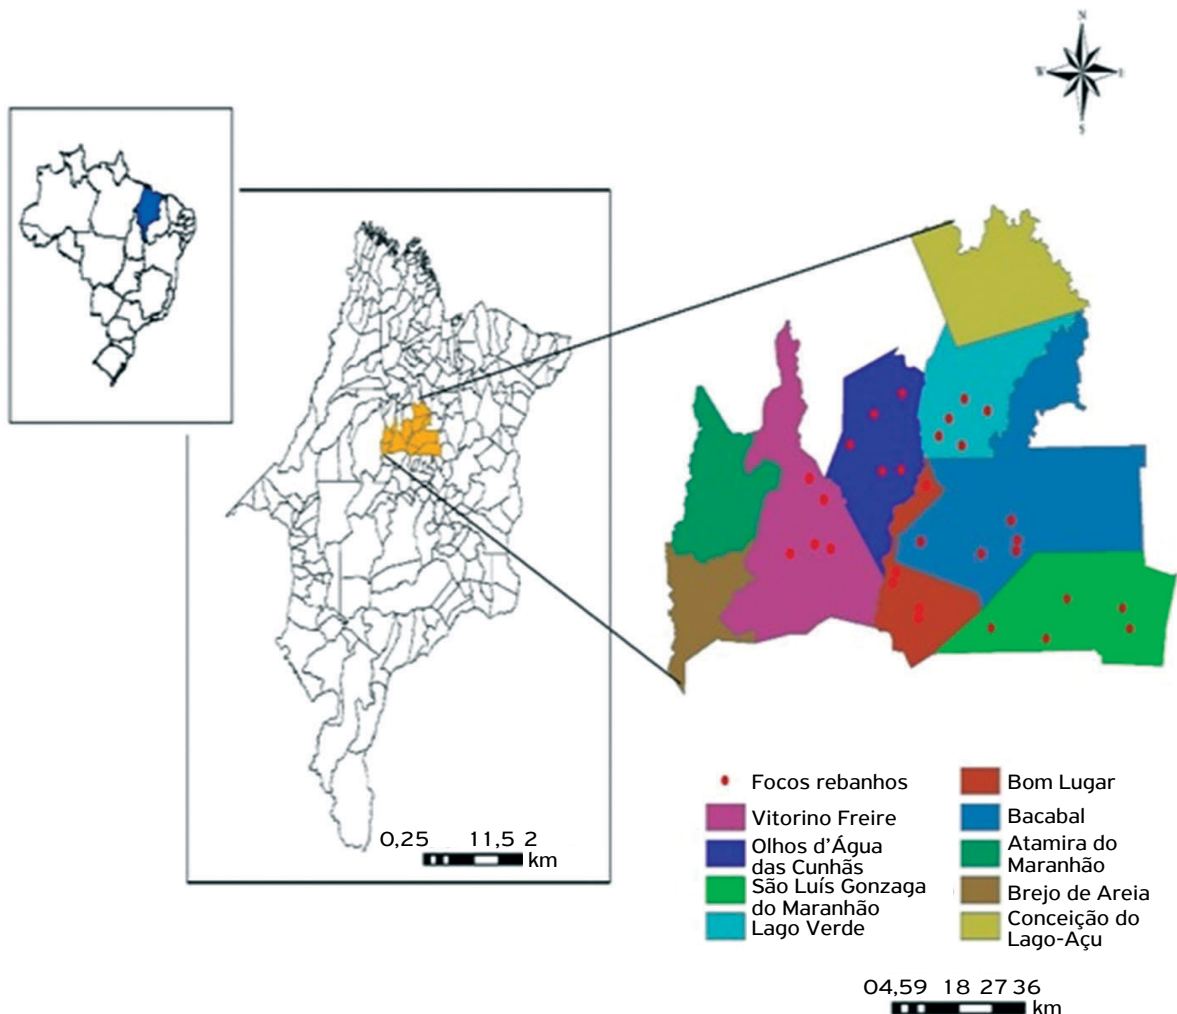 N
W
E
S
0,25 11,5 2
km
Focos rebanhos
Vitorino Freire
Olhos d’Água
das Cunhãs
São Luís Gonzaga
do Maranhão
Lago Verde
Bom Lugar
Bacabal
Atamira do
Maranhão
Brejo de Areia
Conceição do
Lago-Açu
04,59 18 27 36
km